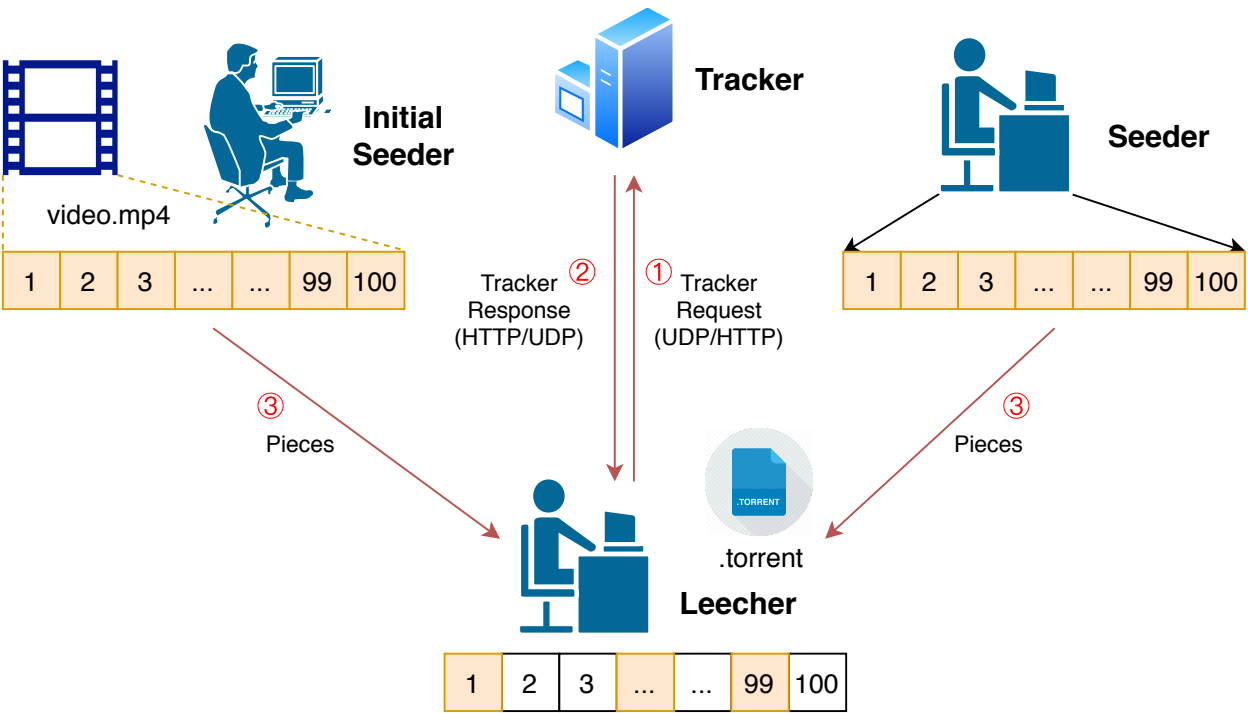 Tracker
Initial
Seeder
Seeder
video.mp4
1 2 3 ... ... 99 100
1 2 3 ... ... 99 100
②
①
Tracker
Response
(HTTP/UDP)
Tracker
Request
(UDP/HTTP)
③
Pieces
③
Pieces
.TORRENT
.torrent
Leecher
1 2 3 ... ... 99 100